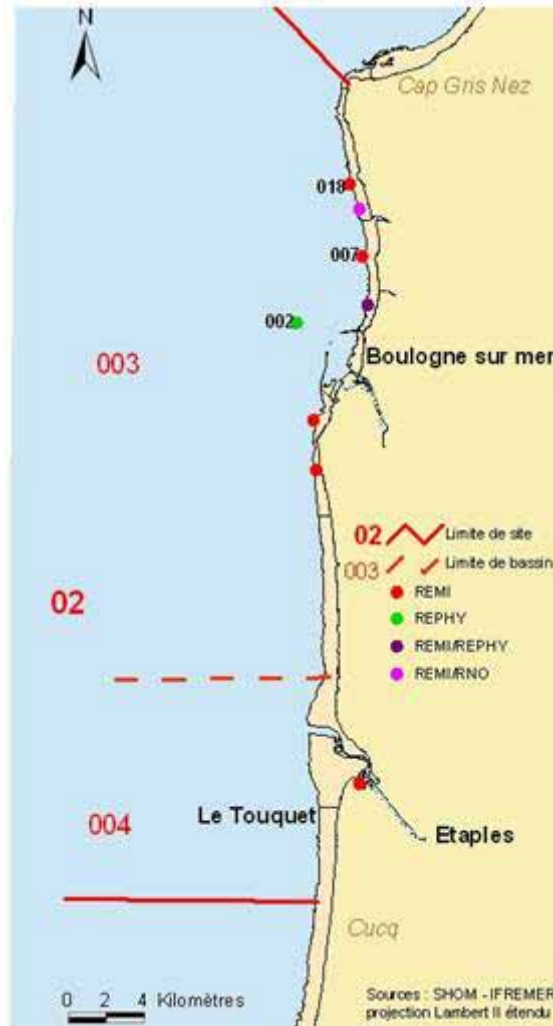 N
Cap Gris Nez
018
007
002
003
Boulogne sur mer
02 Limite de site
003 Limite de bassin
REMI
02
REPHY
REMI/REPHY
REMI/RNO
004
Le Touquet
Etaples
Cucq
0 2 4 Kilomètres
Sources : SHOM - IFREMER
projection Lambert II étendu